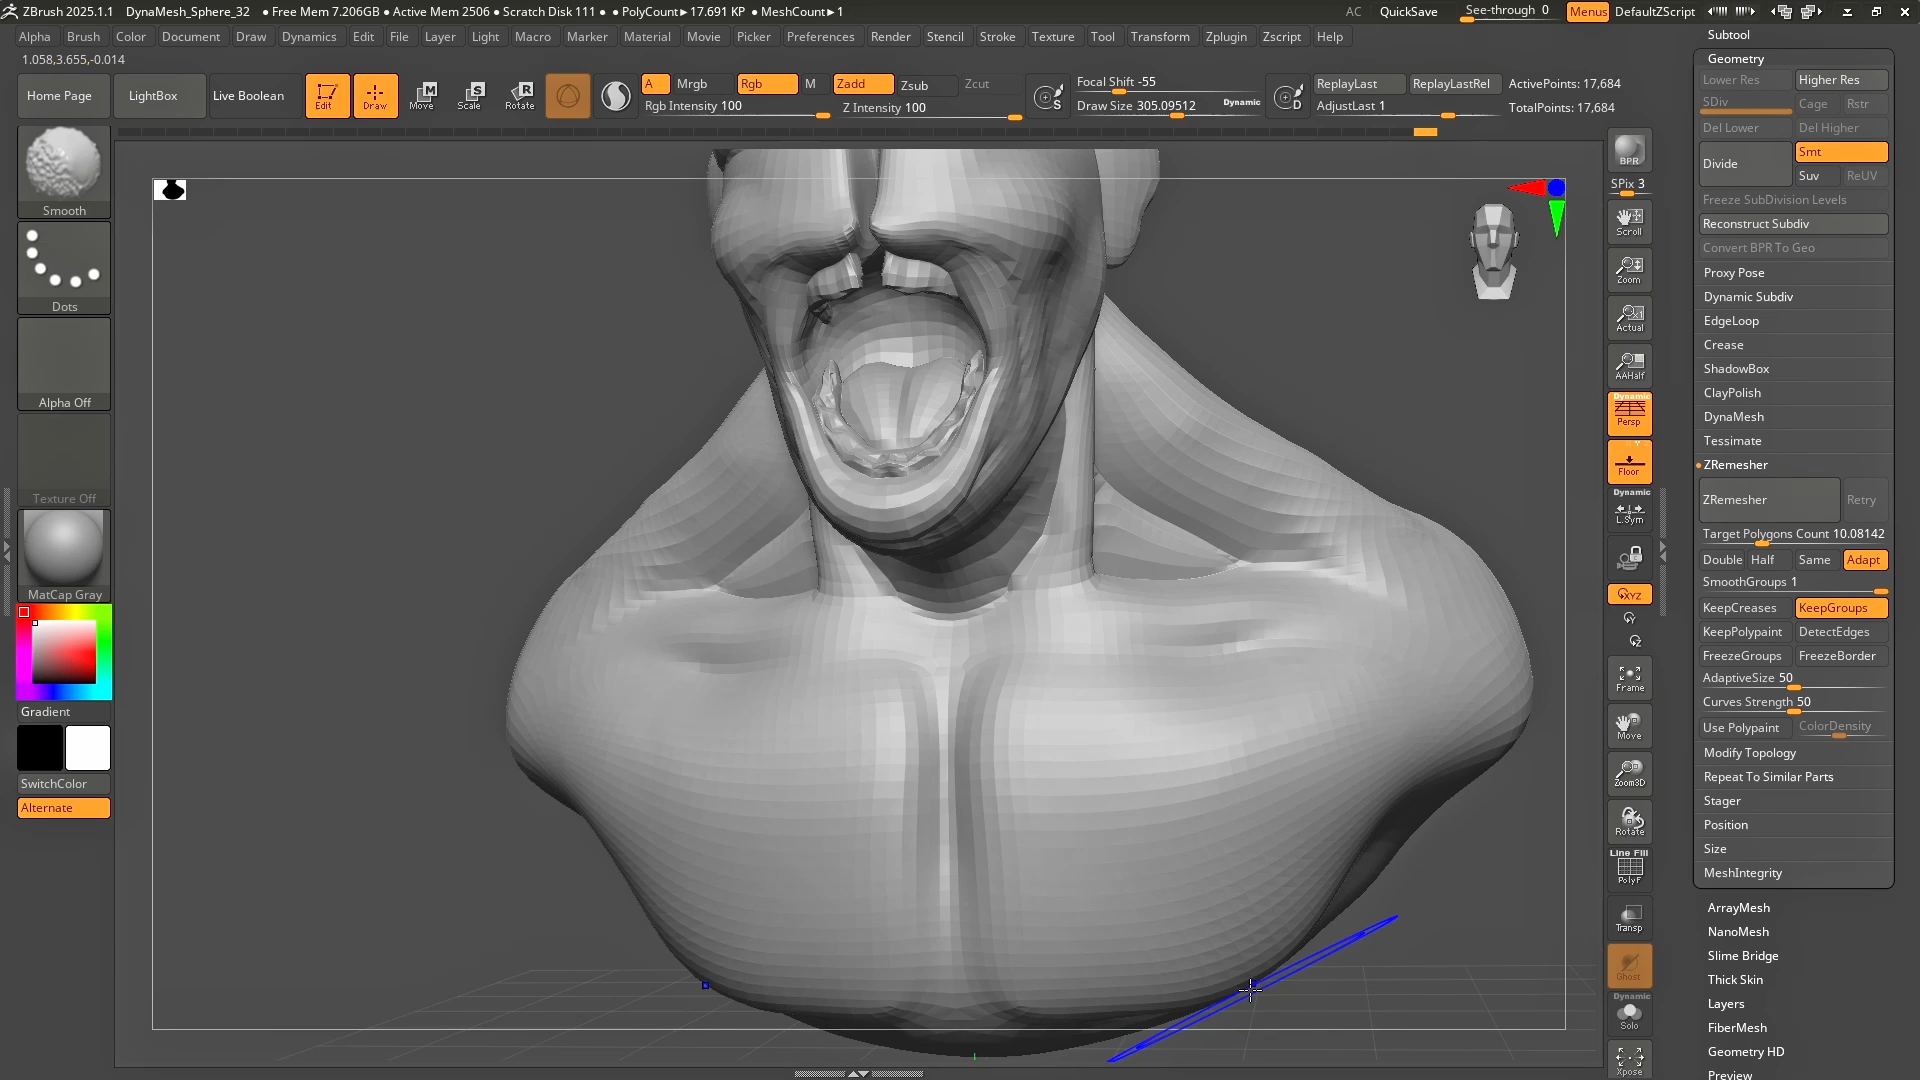 ZBrush 2025.1.1 DynaMesh_Sphere_32 ● Free Mem 7.206GB ● Active Mem 2506 ● Scratch Disk 111 ● ● PolyCount► 17.691 KP ● MeshCount► 1 AC QuickSave See-through 0 Menus DefaultZScript
Alpha Brush Color Document Draw Dynamics Edit File Layer Light Macro Marker Material Movie Picker Preferences Render Stencil Stroke Texture Tool Transform Zplugin Zscript Help
1.058,3.655,-0.014
Home Page LightBox Live Boolean Edit Draw Move Scale Rotate
A Mrgb Rgb M Zadd Zsub Zcut
Rgb Intensity 100 Z Intensity 100
S
Focal Shift -55
Draw Size 305.09512 Dynamic
D
ReplayLast ReplayLastRel
AdjustLast 1
ActivePoints: 17,684
TotalPoints: 17,684
Smooth
Dots
Alpha Off
Texture Off
MatCap Gray
Gradient
SwitchColor
Alternate
BPR
SPix 3
Scroll
Zoom
Actual
AAHalf
Dynamic
Persp
Floor
Dynamic
L.Sym
XYZ
Y
Z
Frame
Move
Zoom3D
Rotate
Line Fill
PolyF
Transp
Ghost
Dynamic
Solo
Xpose
Subtool
Geometry
Lower Res Higher Res
SDiv Cage Rstr
Del Lower Del Higher
Divide Smt
Suv ReUV
Freeze SubDivision Levels
Reconstruct Subdiv
Convert BPR To Geo
Proxy Pose
Dynamic Subdiv
EdgeLoop
Crease
ShadowBox
ClayPolish
DynaMesh
Tessimate
ZRemesher
ZRemesher Retry
Target Polygons Count 10.08142
Double Half Same Adapt
SmoothGroups 1
KeepCreases KeepGroups
KeepPolypaint DetectEdges
FreezeGroups FreezeBorder
AdaptiveSize 50
Curves Strength 50
Use Polypaint ColorDensity
Modify Topology
Repeat To Similar Parts
Stager
Position
Size
MeshIntegrity
ArrayMesh
NanoMesh
Slime Bridge
Thick Skin
Layers
FiberMesh
Geometry HD
Preview